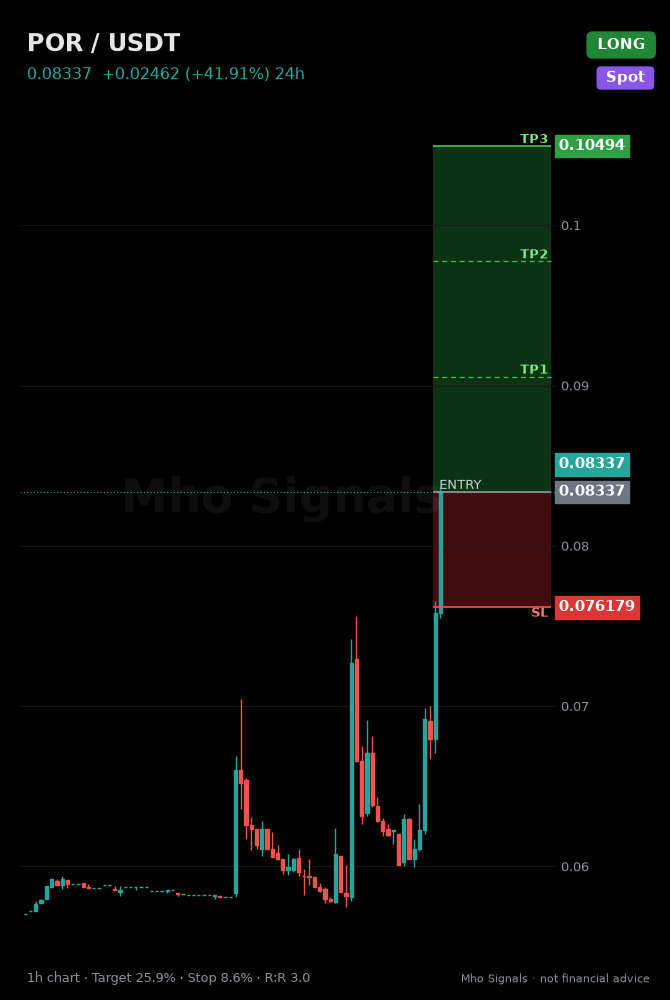 POR / USDT
LONG
0.08337 +0.02462 (+41.91%) 24h
Spot
TP3
0.10494
0.1
TP2
TP1
0.09
0.08337
Mho Signals
ENTRY
0.08337
0.08
0.076179
SL
0.07
0.06
1h chart · Target 25.9% · Stop 8.6% · R:R 3.0
Mho Signals · not financial advice